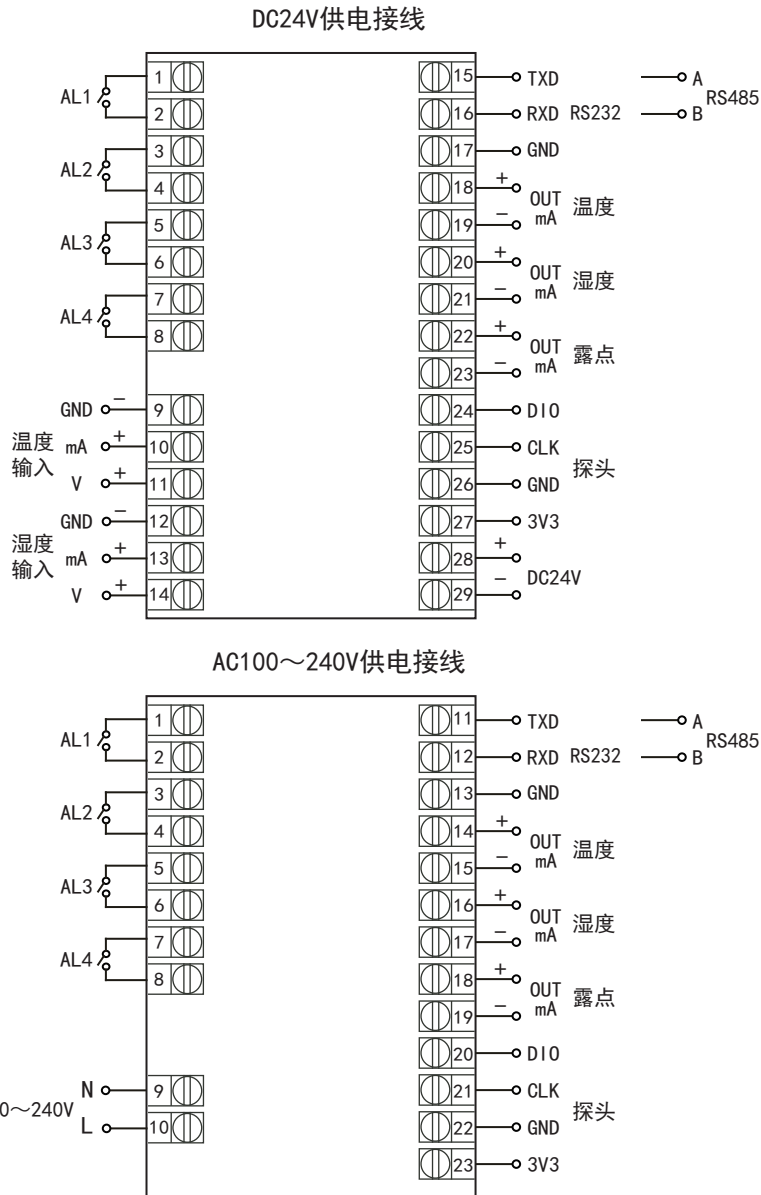 DC24V供电接线
AL1 1 15 TXD A
2 16 RXD RS232 B RS485
AL2 3 17 GND
4 18 + OUT mA 温度
AL3 5 19 −
6 20 + OUT mA 湿度
AL4 7 21 −
8 22 + OUT mA 露点
23 −
GND − 9 24 DIO
温度输入 mA + 10 25 CLK 探头
V + 11 26 GND
GND − 12 27 3V3
湿度输入 mA + 13 28 + DC24V
V + 14 29 −
AC100～240V供电接线
AL1 1 11 TXD A
2 12 RXD RS232 B RS485
AL2 3 13 GND
4 14 + OUT mA 温度
AL3 5 15 −
6 16 + OUT mA 湿度
AL4 7 17 −
8 18 + OUT mA 露点
19 −
20 DIO
N 9 21 CLK 探头
0～240V L 10 22 GND
23 3V3